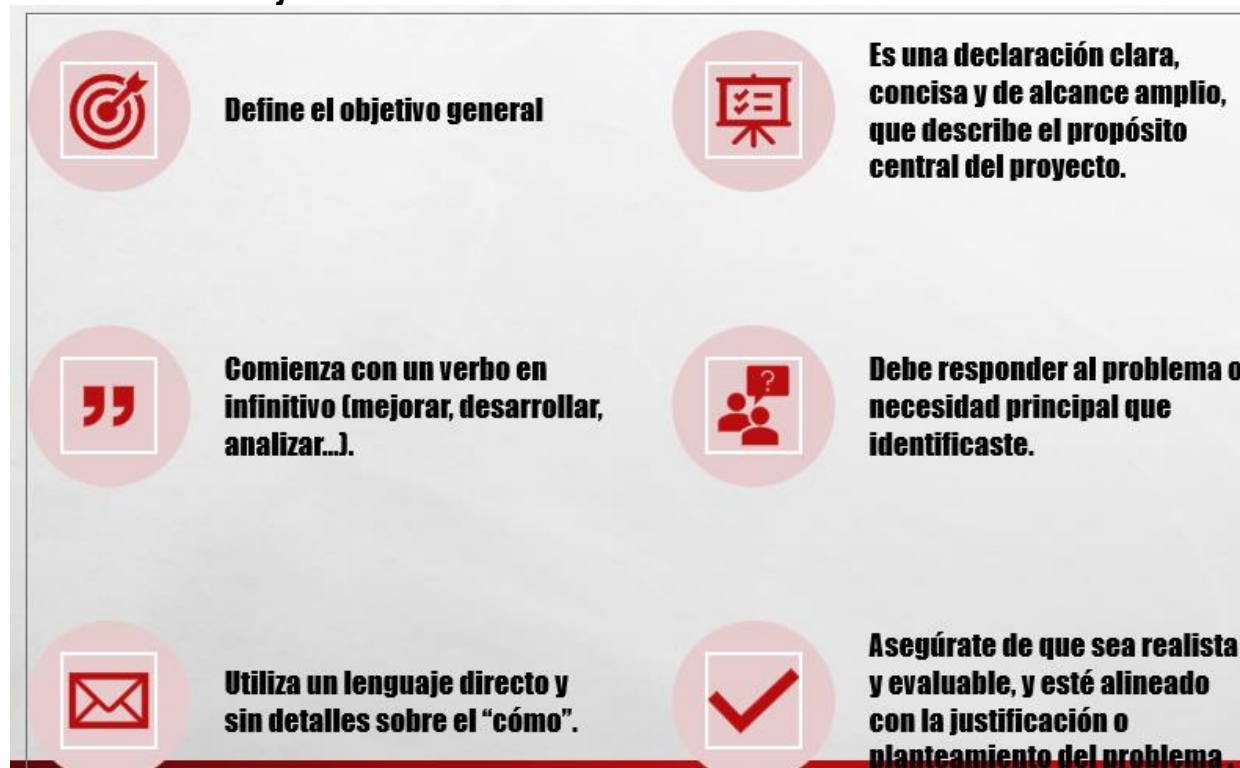 Define el objetivo general
Es una declaración clara,
concisa y de alcance amplio,
que describe el propósito
central del proyecto.
Comienza con un verbo en
infinitivo (mejorar, desarrollar,
analizar...).
Debe responder al problema o
necesidad principal que
identificaste.
Utiliza un lenguaje directo y
sin detalles sobre el “cómo”.
Asegúrate de que sea realista
y evaluable, y esté alineado
con la justificación o
planteamiento del problema .